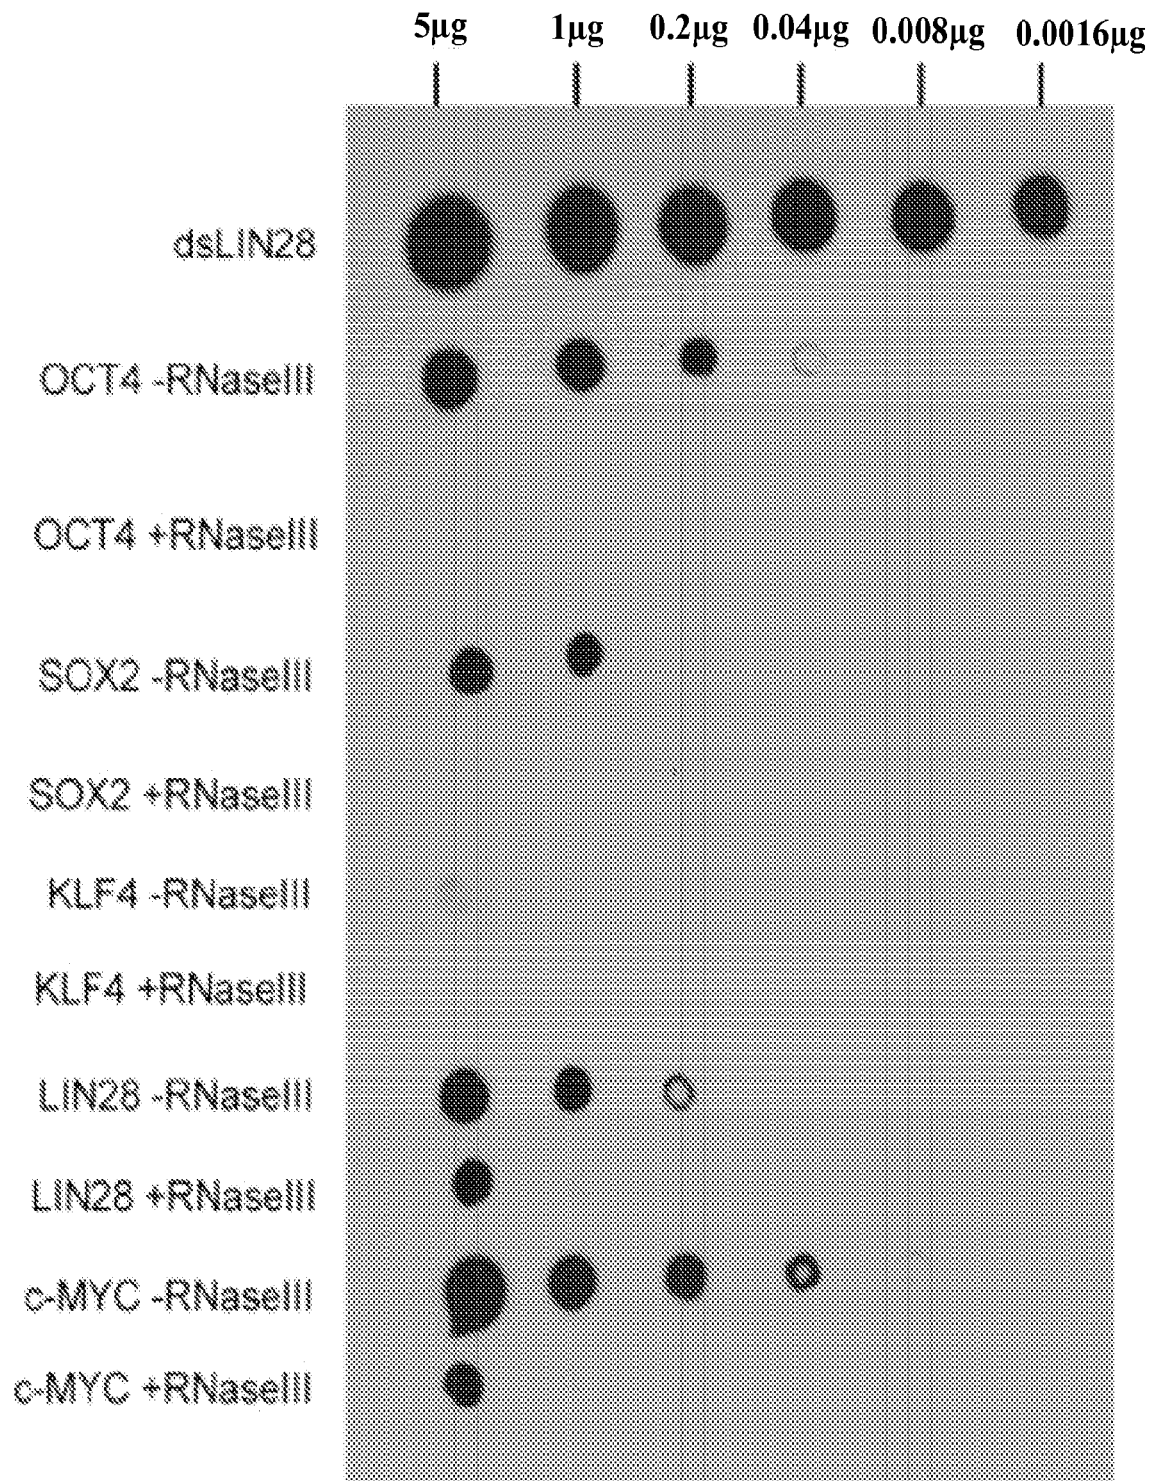 5μg 1μg 0.2μg 0.04μg 0.008μg 0.0016μg
dsLIN28
OCT4 -RNaseIII
OCT4 +RNaseIII
SOX2 -RNaseIII
SOX2 +RNaseIII
KLF4 -RNaseIII
KLF4 +RNaseIII
LIN28 -RNaseIII
LIN28 +RNaseIII
c-MYC -RNaseIII
c-MYC +RNaseIII